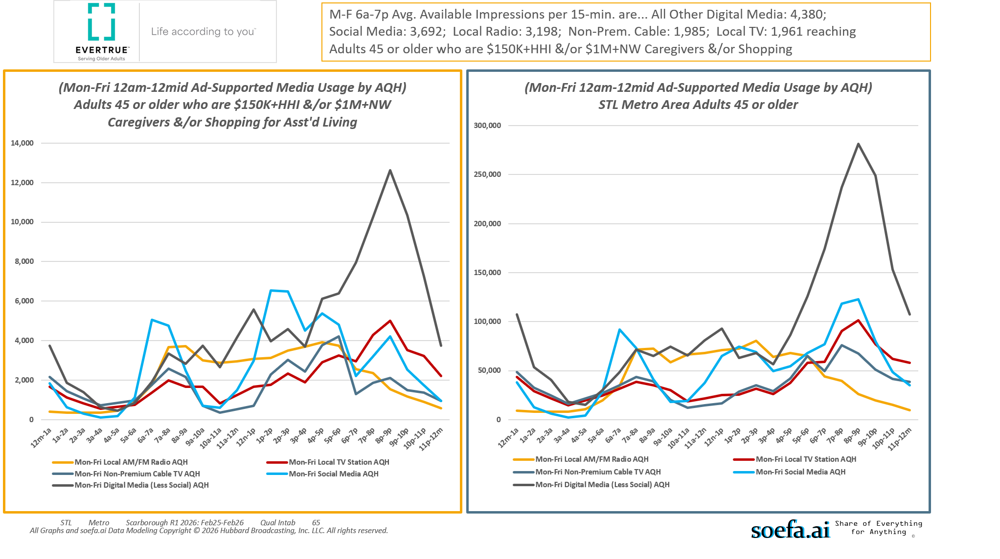 EVERTRUE™
Serving Older Adults
Life according to you™
M-F 6a-7p Avg. Available Impressions per 15-min. are... All Other Digital Media: 4,380;
Social Media: 3,692;  Local Radio: 3,198;  Non-Prem. Cable: 1,985;  Local TV: 1,961 reaching
Adults 45 or older who are $150K+HHI &/or $1M+NW Caregivers &/or Shopping
(Mon-Fri 12am-12mid Ad-Supported Media Usage by AQH)
Adults 45 or older who are $150K+HHI &/or $1M+NW
Caregivers &/or Shopping for Asst'd Living
14,000
12,000
10,000
8,000
6,000
4,000
2,000
0
12m-1a
1a-2a
2a-3a
3a-4a
4a-5a
5a-6a
6a-7a
7a-8a
8a-9a
9a-10a
10a-11a
11a-12n
12n-1p
1p-2p
2p-3p
3p-4p
4p-5p
5p-6p
6p-7p
7p-8p
8p-9p
9p-10p
10p-11p
11p-12m
Mon-Fri Local AM/FM Radio AQH
Mon-Fri Local TV Station AQH
Mon-Fri Non-Premium Cable TV AQH
Mon-Fri Social Media AQH
Mon-Fri Digital Media (Less Social) AQH
(Mon-Fri 12am-12mid Ad-Supported Media Usage by AQH)
STL Metro Area Adults 45 or older
300,000
250,000
200,000
150,000
100,000
50,000
0
12m-1a
1a-2a
2a-3a
3a-4a
4a-5a
5a-6a
6a-7a
7a-8a
8a-9a
9a-10a
10a-11a
11a-12n
12n-1p
1p-2p
2p-3p
3p-4p
4p-5p
5p-6p
6p-7p
7p-8p
8p-9p
9p-10p
10p-11p
11p-12m
Mon-Fri Local AM/FM Radio AQH
Mon-Fri Local TV Station AQH
Mon-Fri Non-Premium Cable TV AQH
Mon-Fri Social Media AQH
Mon-Fri Digital Media (Less Social) AQH
STL Metro Scarborough R1 2026: Feb25-Feb26 Qual Intab 65
All Graphs and soefa.ai Data Modeling Copyright © 2026 Hubbard Broadcasting, Inc. LLC. All rights reserved.
soefa.ai
Share of Everything
for Anything ©